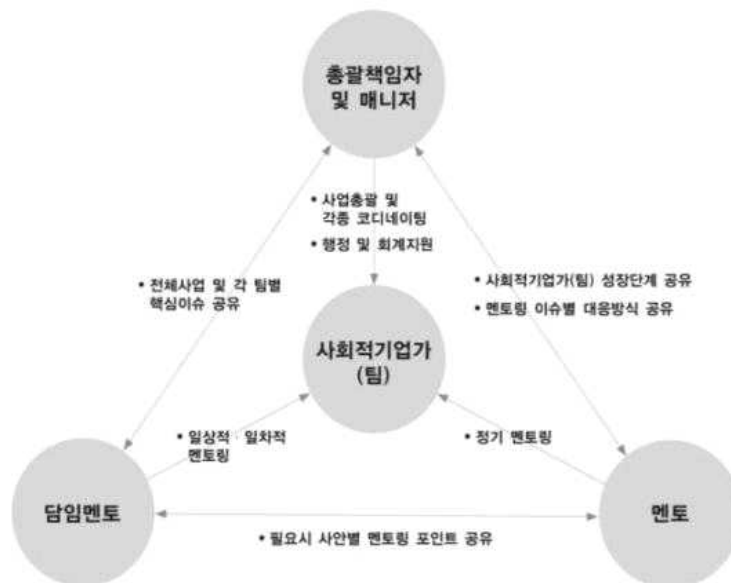 총괄책임자
및 매니저
• 사업총괄 및
각종 코디네이팅
• 행정 및 회계지원
• 전체사업 및 각 팀별
핵심이슈 공유
• 사회적기업가(팀) 성장단계 공유
• 멘토링 이슈별 대응방식 공유
사회적기업가
(팀)
• 일상적·일차적
멘토링
• 정기 멘토링
담임멘토
멘토
• 필요시 사안별 멘토링 포인트 공유